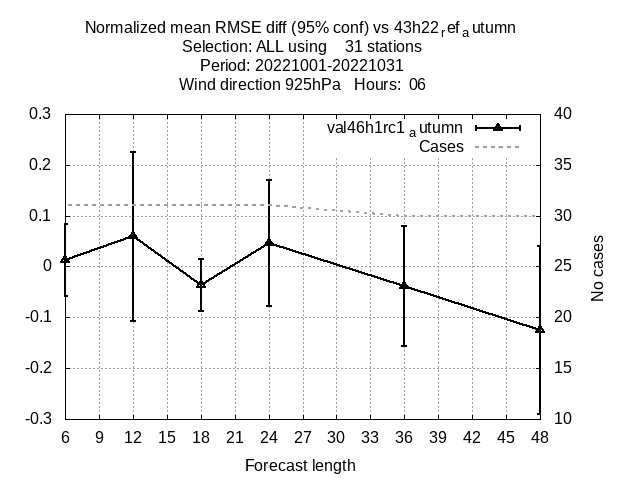 Normalized mean RMSE diff (95% conf) vs 43h22ref autumn
Selection: ALL using 31 stations
Period: 20221001-20221031
Wind direction 925hPa Hours: 06
val46h1rc1autumn
Cases
0.3
0.2
0.1
0
-0.1
-0.2
-0.3
40
35
30
25
20
15
10
No cases
6 9 12 15 18 21 24 27 30 33 36 39 42 45 48
Forecast length